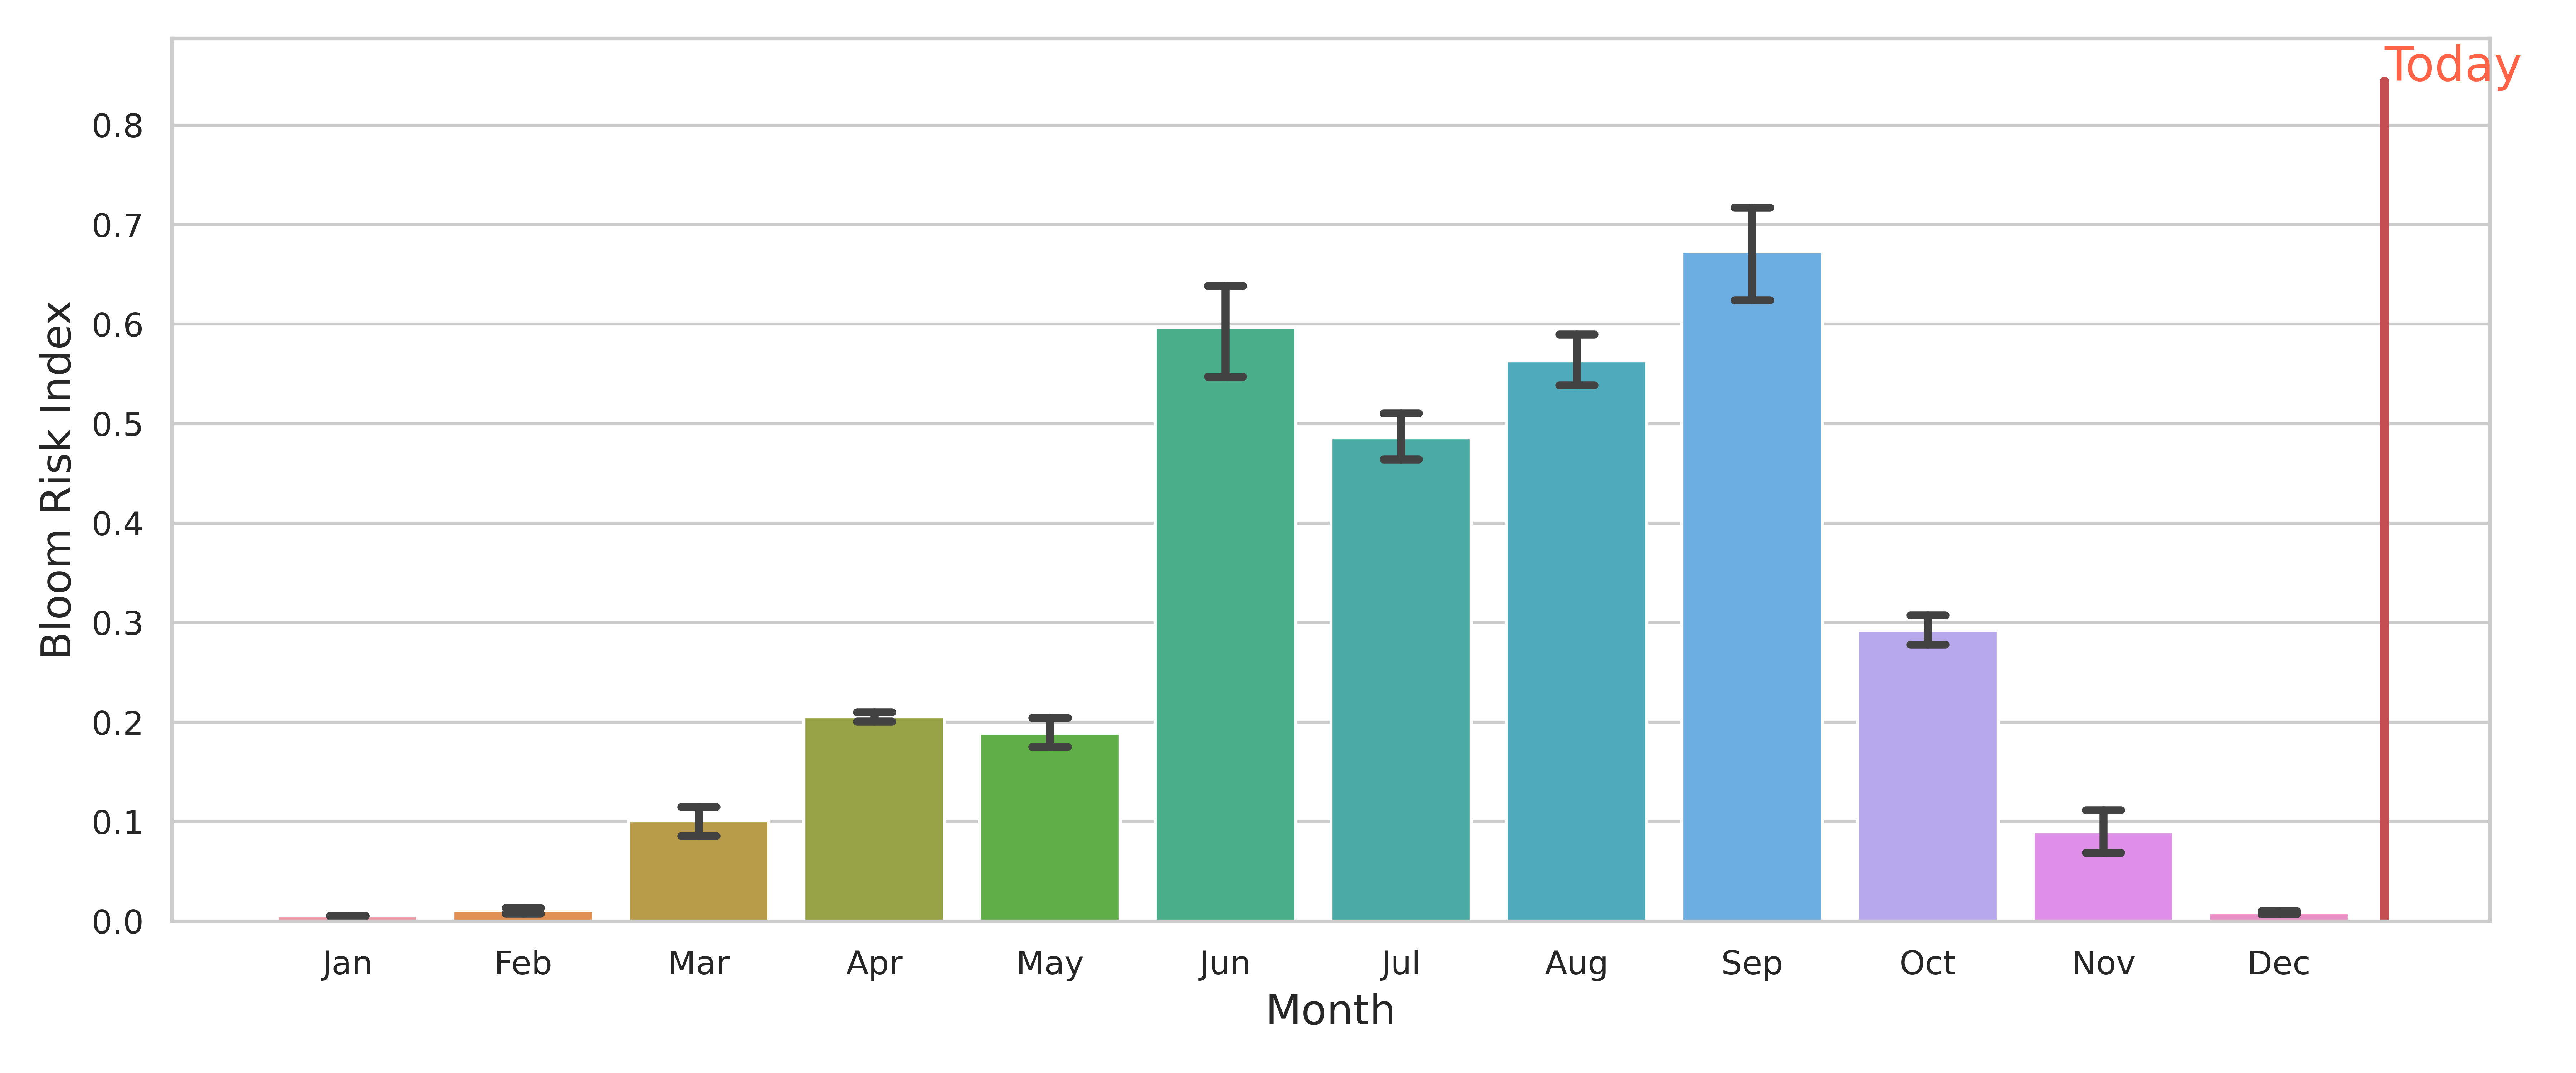 Today
0.8
0.7
0.6
0.5
0.4
0.3
0.2
0.1
0.0
Bloom Risk Index
Jan Feb Mar Apr May Jun Jul Aug Sep Oct Nov Dec
Month